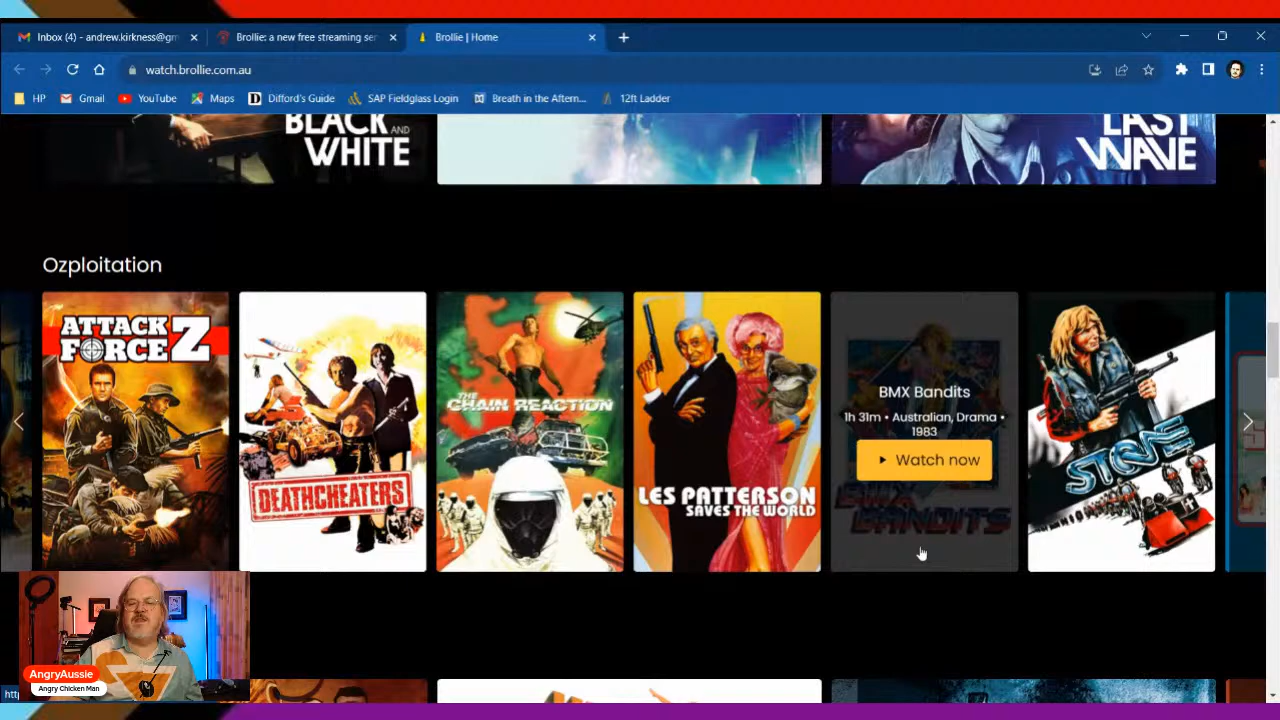 Inbox (4) - andrew.kirkness@gm
Brollie: a new free streaming ser
Brollie | Home
watch.brollie.com.au
HP
Gmail
YouTube
Maps
Difford's Guide
SAP Fieldglass Login
Breath in the Aftern...
12ft Ladder
BLACK AND
WHITE
LAST
WAVE
Ozploitation
ATTACK
FORCE Z
DEATHCHEATERS
THE
CHAIN REACTION
LES PATTERSON
SAVES THE WORLD
BMX Bandits
1h 31m • Australian, Drama •
1983
Watch now
BMX
BANDITS
STONE
AngryAussie
Angry Chicken Man
htt